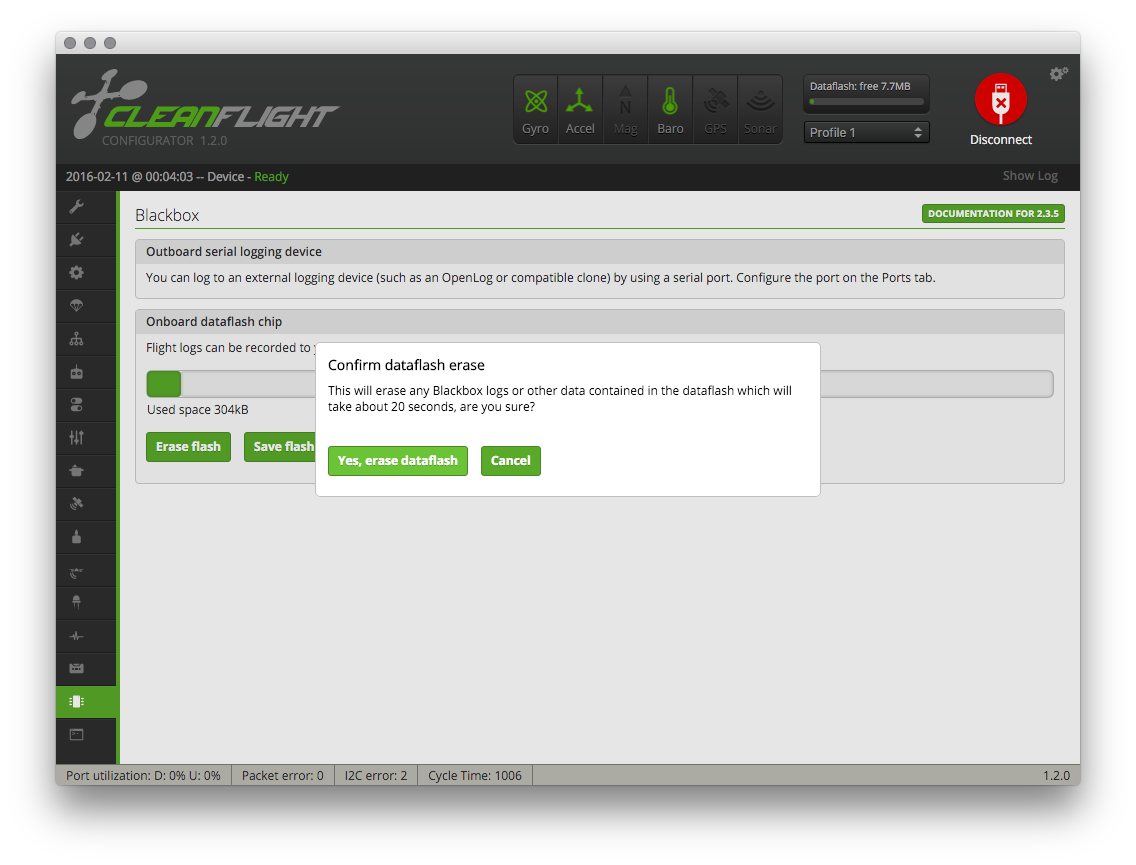 CLEANFLIGHT
CONFIGURATOR 1.2.0
Gyro
Accel
N
Mag
Baro
GPS
Sonar
Dataflash: free 7.7MB
Profile 1
Disconnect
2016-02-11 @ 00:04:03 -- Device - Ready
Show Log
Blackbox
DOCUMENTATION FOR 2.3.5
Outboard serial logging device
You can log to an external logging device (such as an OpenLog or compatible clone) by using a serial port. Configure the port on the Ports tab.
Onboard dataflash chip
Flight logs can be recorded to
Used space 304kB
Erase flash
Save flash
Confirm dataflash erase
This will erase any Blackbox logs or other data contained in the dataflash which will
take about 20 seconds, are you sure?
Yes, erase dataflash
Cancel
Port utilization: D: 0% U: 0%
Packet error: 0
I2C error: 2
Cycle Time: 1006
1.2.0